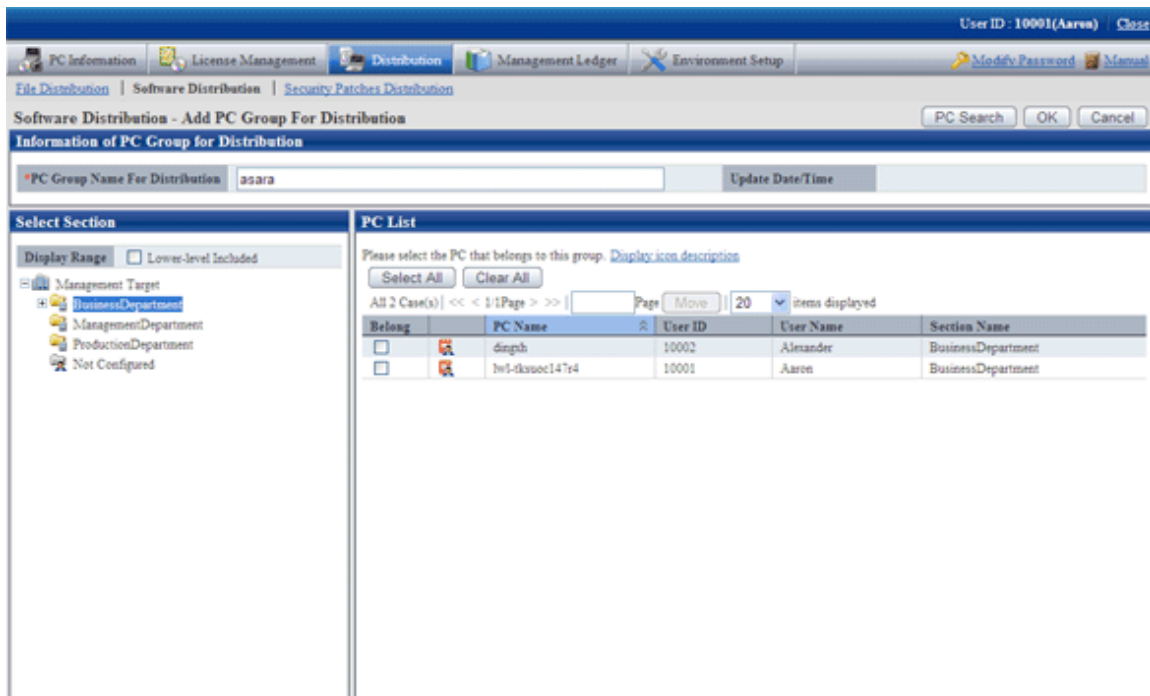 User ID : 10001(Aaron) Close
PC Information License Management Distribution Management Ledger Environment Setup Modify Password Manual
File Distribution | Software Distribution | Security Patches Distribution
Software Distribution - Add PC Group For Distribution PC Search OK Cancel
Information of PC Group for Distribution
*PC Group Name For Distribution asara Update Date/Time
Select Section
Display Range Lower-level Included
Management Target
BusinessDepartment
ManagementDepartment
ProductionDepartment
Not Configured
PC List
Please select the PC that belongs to this group. Display icon description
Select All Clear All
All 2 Case(s)| << < 1/1Page > >> | Page Move | 20 items displayed
Belong PC Name User ID User Name Section Name
10002 Alexander BusinessDepartment
10001 Aaron BusinessDepartment